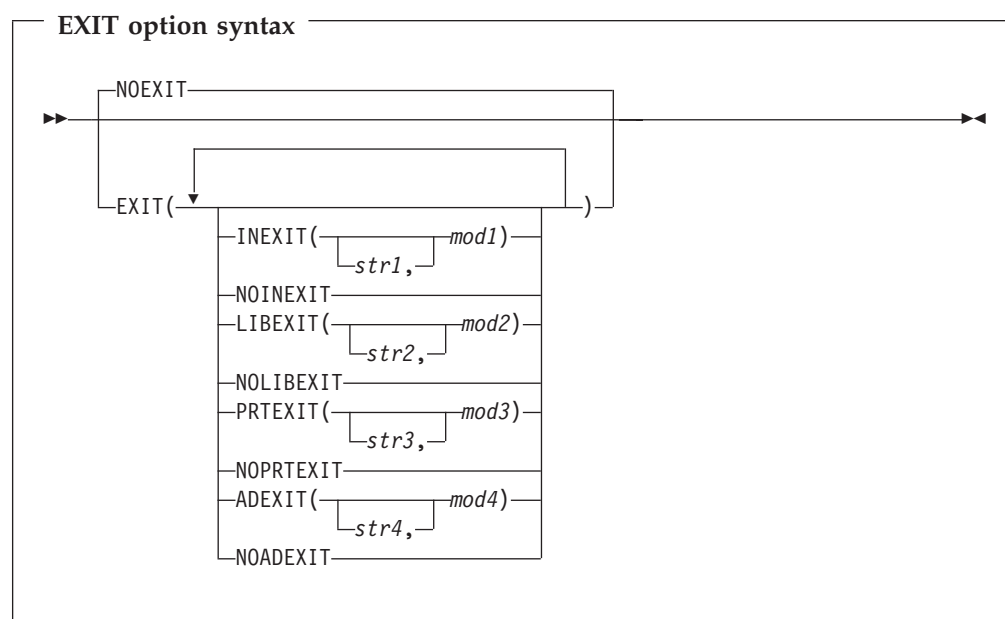 EXIT option syntax
NOEXIT
EXIT( )
INEXIT( mod1)
str1,
NOINEXIT
LIBEXIT( mod2)
str2,
NOLIBEXIT
PRTEXIT( mod3)
str3,
NOPRTEXIT
ADEXIT( mod4)
str4,
NOADEXIT